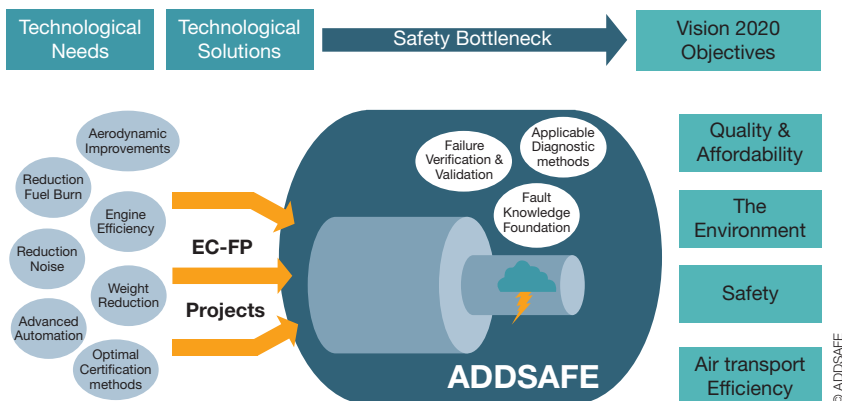 Technological
Needs
Technological
Solutions
Safety Bottleneck
Vision 2020
Objectives
Aerodynamic
Improvements
Reduction
Fuel Burn
Engine
Efficiency
Reduction
Noise
Weight
Reduction
Advanced
Automation
Optimal
Certification
methods
EC-FP
Projects
Failure
Verification &
Validation
Applicable
Diagnostic
methods
Fault
Knowledge
Foundation
ADDSAFE
Quality &
Affordability
The
Environment
Safety
Air transport
Efficiency
© ADDSAFE